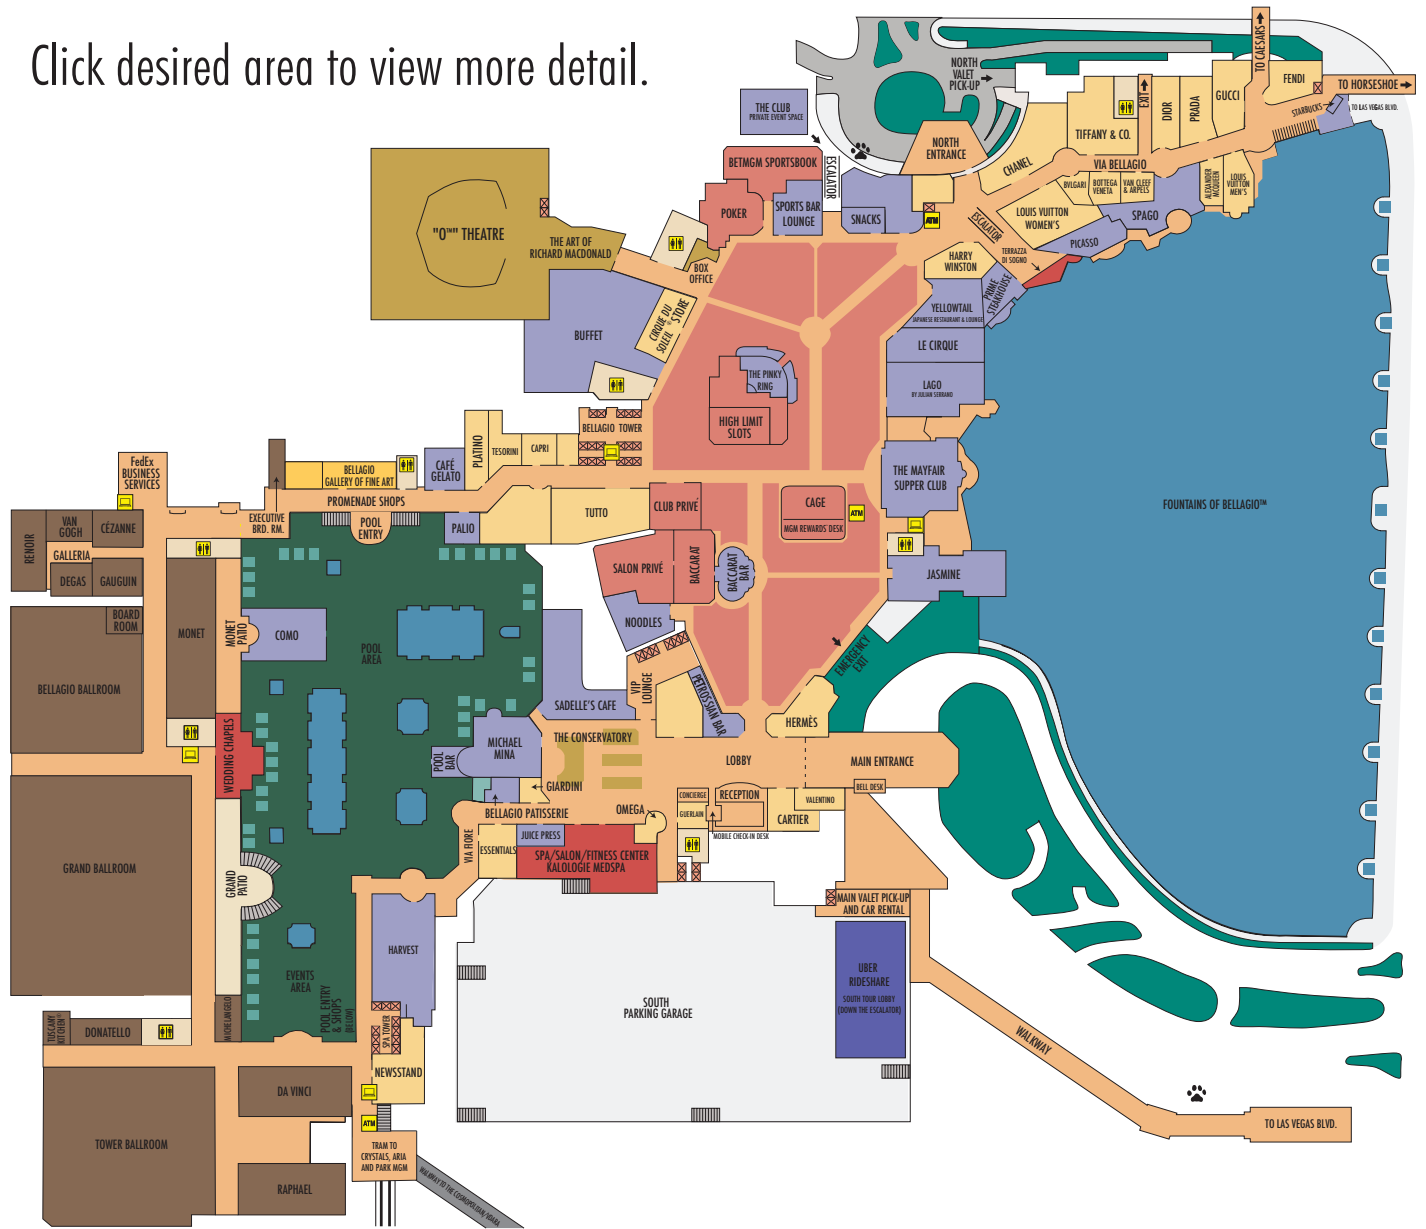 Click desired area to view more detail.
NORTH
VALET
PICK-UP
TO CAESARS
FENDI
TO HORSESHOE
STARBUCKS
TO LAS VEGAS BLVD.
GUCCI
PRADA
DIOR
EXIT
TIFFANY & CO.
THE CLUB
PRIVATE EVENT SPACE
ESCALATOR
NORTH
ENTRANCE
CHANEL
VIA BELLAGIO
BVLGARI
BOTTEGA
VENETA
VAN CLEEF
& ARPELS
ALEXANDER
MCQUEEN
LOUIS
VUITTON
MEN'S
BETMGM SPORTSBOOK
POKER
SPORTS BAR
LOUNGE
SNACKS
ATM
ESCALATOR
LOUIS VUITTON
WOMEN'S
SPAGO
PICASSO
TERRAZZA
DI SOGNO
"O™" THEATRE
THE ART OF
RICHARD MACDONALD
BOX
OFFICE
HARRY
WINSTON
PRIME
STEAKHOUSE
YELLOWTAIL
JAPANESE RESTAURANT & LOUNGE
CIRQUE DU
SOLEIL® STORE
BUFFET
LE CIRQUE
LAGO
BY JULIAN SERRANO
THE PINKY
RING
HIGH LIMIT
SLOTS
BELLAGIO TOWER
PLATINO
TESORINI
CAPRI
CAFÉ
GELATO
THE MAYFAIR
SUPPER CLUB
FOUNTAINS OF BELLAGIO™
FedEx
BUSINESS
SERVICES
BELLAGIO
GALLERY OF FINE ART
PROMENADE SHOPS
EXECUTIVE
BRD. RM.
POOL
ENTRY
PALIO
TUTTO
CLUB PRIVÉ
CAGE
MGM REWARDS DESK
ATM
RENOIR
VAN
GOGH
CÉZANNE
GALLERIA
DEGAS
GAUGUIN
SALON PRIVÉ
BACCARAT
BACCARAT
BAR
JASMINE
BOARD
ROOM
MONET
MONET
PATIO
COMO
POOL
AREA
NOODLES
EMERGENCY
EXIT
BELLAGIO BALLROOM
VIP
LOUNGE
PETROSSIAN BAR
SADELLE'S CAFE
HERMÈS
WEDDING CHAPELS
POOL
BAR
MICHAEL
MINA
THE CONSERVATORY
LOBBY
MAIN ENTRANCE
GIARDINI
BELLAGIO PATISSERIE
OMEGA
CONCIERGE
GUERLAIN
RECEPTION
MOBILE CHECK-IN DESK
VALENTINO
CARTIER
BELL DESK
VIA FIORE
ESSENTIALS
JUICE PRESS
SPA/SALON/FITNESS CENTER
KALOLOGIE MEDSPA
GRAND BALLROOM
GRAND
PATIO
MAIN VALET PICK-UP
AND CAR RENTAL
HARVEST
EVENTS
AREA
POOL ENTRY
& SHOPS
(BELOW)
UBER
RIDESHARE
SOUTH TOUR LOBBY
(DOWN THE ESCALATOR)
SOUTH
PARKING GARAGE
TUSCANY
KITCHEN®
DONATELLO
MICHELANGELO
SPA TOWER
NEWSSTAND
WALKWAY
DA VINCI
ATM
TO LAS VEGAS BLVD.
TOWER BALLROOM
TRAM TO
CRYSTALS, ARIA
AND PARK MGM
RAPHAEL
WALKWAY TO THE COSMOPOLITAN/VDARA